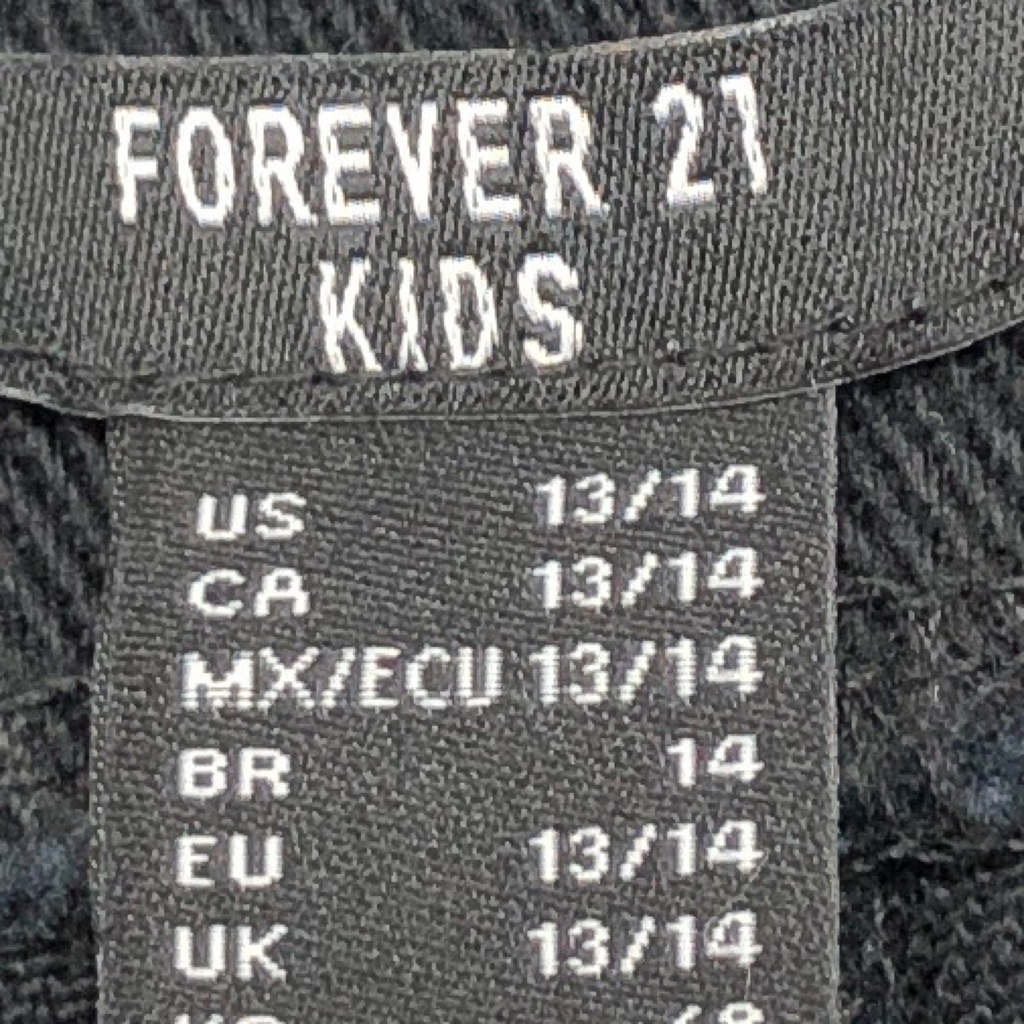 FOREVER 21
KIDS
US 13/14
CA 13/14
MX/ECU 13/14
BR 14
EU 13/14
UK 13/14